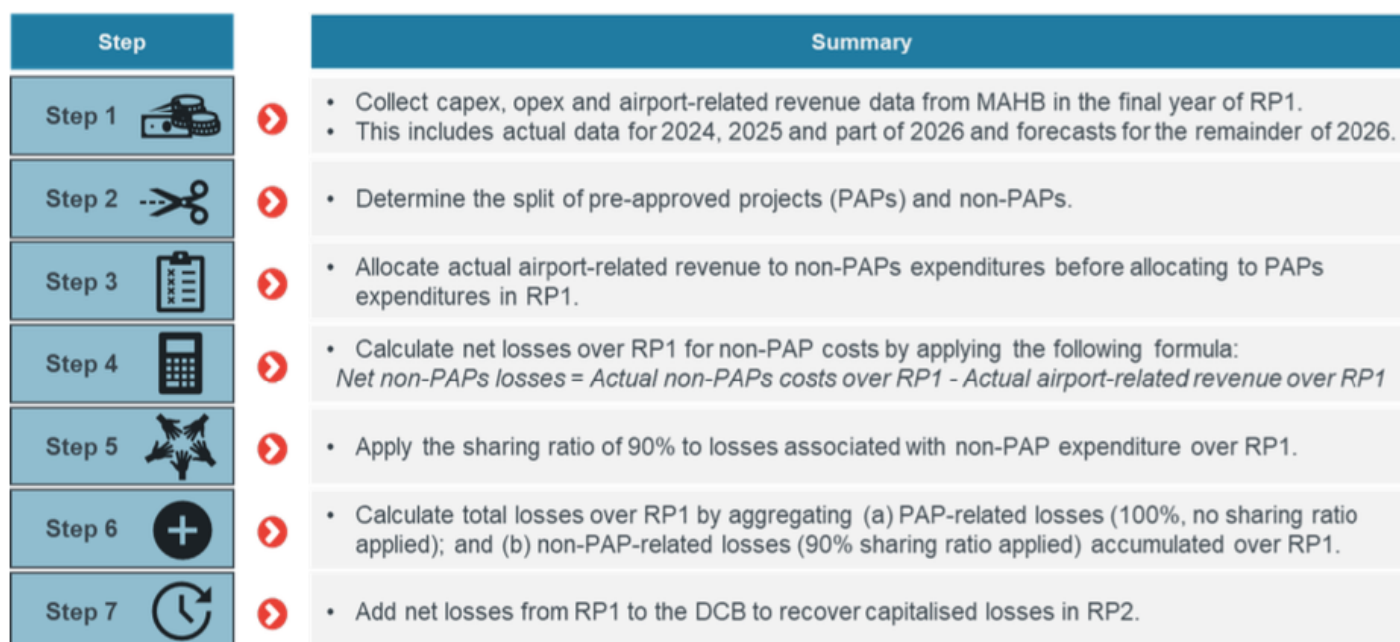 Step
Summary
Step 1
• Collect capex, opex and airport-related revenue data from MAHB in the final year of RP1.
• This includes actual data for 2024, 2025 and part of 2026 and forecasts for the remainder of 2026.
Step 2
• Determine the split of pre-approved projects (PAPs) and non-PAPs.
Step 3
• Allocate actual airport-related revenue to non-PAPs expenditures before allocating to PAPs
expenditures in RP1.
Step 4
• Calculate net losses over RP1 for non-PAP costs by applying the following formula:
Net non-PAPs losses = Actual non-PAPs costs over RP1 - Actual airport-related revenue over RP1
Step 5
• Apply the sharing ratio of 90% to losses associated with non-PAP expenditure over RP1.
Step 6
• Calculate total losses over RP1 by aggregating (a) PAP-related losses (100%, no sharing ratio
applied); and (b) non-PAP-related losses (90% sharing ratio applied) accumulated over RP1.
Step 7
• Add net losses from RP1 to the DCB to recover capitalised losses in RP2.